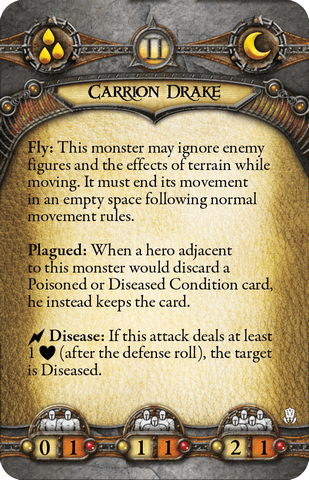 II
CARRION DRAKE
Fly: This monster may ignore enemy
figures and the effects of terrain while
moving. It must end its movement
in an empty space following normal
movement rules.
Plagued: When a hero adjacent
to this monster would discard a
Poisoned or Diseased Condition card,
he instead keeps the card.
Disease: If this attack deals at least
1 (after the defense roll), the target
is Diseased.
0 1 1 1 2 1